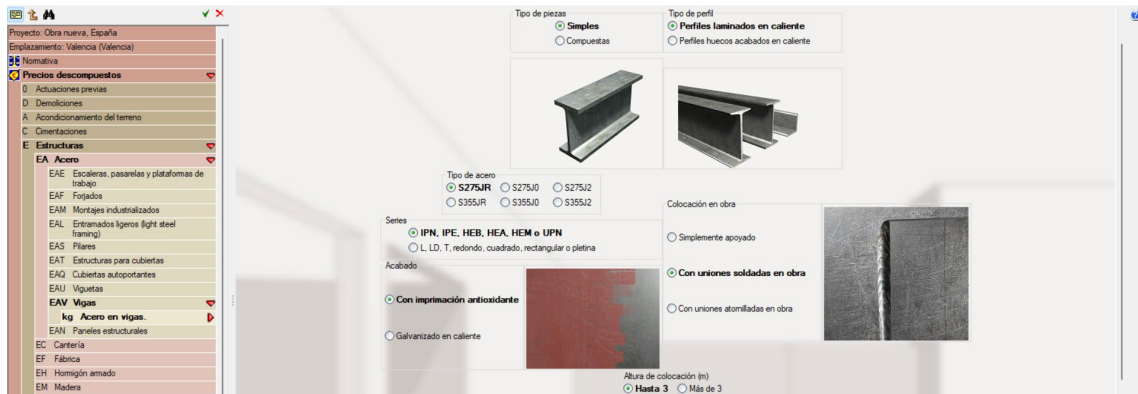 Proyecto: Obra nueva, España
Emplazamiento: Valencia (Valencia)
Normativa
Precios descompuestos
0 Actuaciones previas
D Demoliciones
A Acondicionamiento del terreno
C Cimentaciones
E Estructuras
EA Acero
EAE Escaleras, pasarelas y plataformas de
trabajo
EAF Forjados
EAM Montajes industrializados
EAL Entramados ligeros (light steel
framing)
EAS Pilares
EAT Estructuras para cubiertas
EAQ Cubiertas autoportantes
EAU Viguetas
EAV Vigas
kg Acero en vigas.
EAN Paneles estructurales
EC Cantería
EF Fábrica
EH Hormigón armado
EM Madera
Tipo de piezas
Simples
Compuestas
Tipo de perfil
Perfiles laminados en caliente
Perfiles huecos acabados en caliente
Tipo de acero
S275JR S275J0 S275J2
S355JR S355J0 S355J2
Series
IPN, IPE, HEB, HEA, HEM o UPN
L, LD, T, redondo, cuadrado, rectangular o pletina
Acabado
Con imprimación antioxidante
Galvanizado en caliente
Colocación en obra
Simplemente apoyado
Con uniones soldadas en obra
Con uniones atornilladas en obra
Altura de colocación (m)
Hasta 3 Más de 3